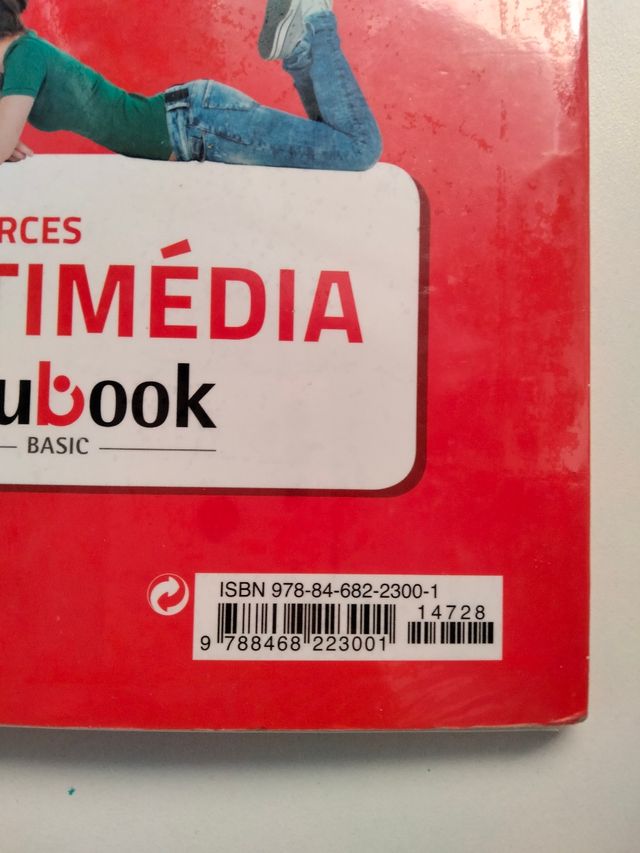 RCES
TIMÉDIA
ubook
BASIC
ISBN 978-84-682-2300-1
14728
9 788468 223001